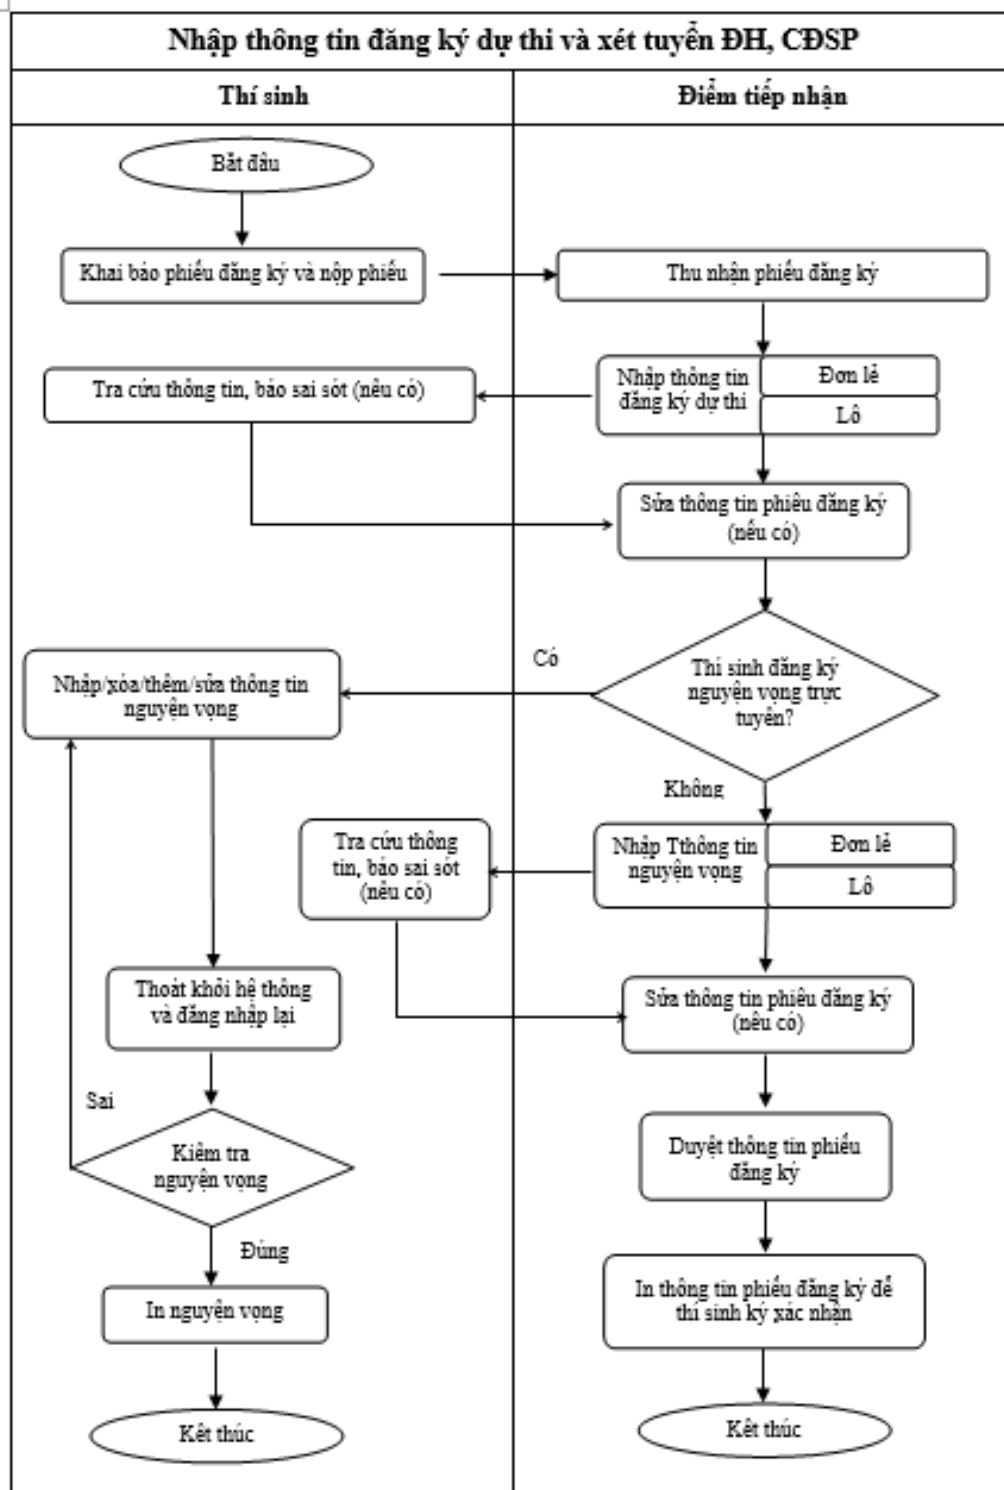 Nhập thông tin đăng ký dự thi và xét tuyển ĐH, CĐSP
Thí sinh
Điểm tiếp nhận
Bắt đầu
Khai báo phiếu đăng ký và nộp phiếu
Thu nhận phiếu đăng ký
Nhập thông tin
đăng ký dự thi
Đơn lẻ
Lô
Tra cứu thông tin, báo sai sót (nếu có)
Sửa thông tin phiếu đăng ký
(nếu có)
Thí sinh đăng ký
nguyện vọng trực
tuyến?
Có
Nhập/xóa/thêm/sửa thông tin
nguyện vọng
Không
Nhập Tthông tin
nguyện vọng
Đơn lẻ
Lô
Tra cứu thông
tin, báo sai sót
(nếu có)
Thoát khỏi hệ thống
và đăng nhập lại
Sửa thông tin phiếu đăng ký
(nếu có)
Sai
Kiểm tra
nguyện vọng
Duyệt thông tin phiếu
đăng ký
Đúng
In nguyện vọng
In thông tin phiếu đăng ký để
thí sinh ký xác nhận
Kết thúc
Kết thúc